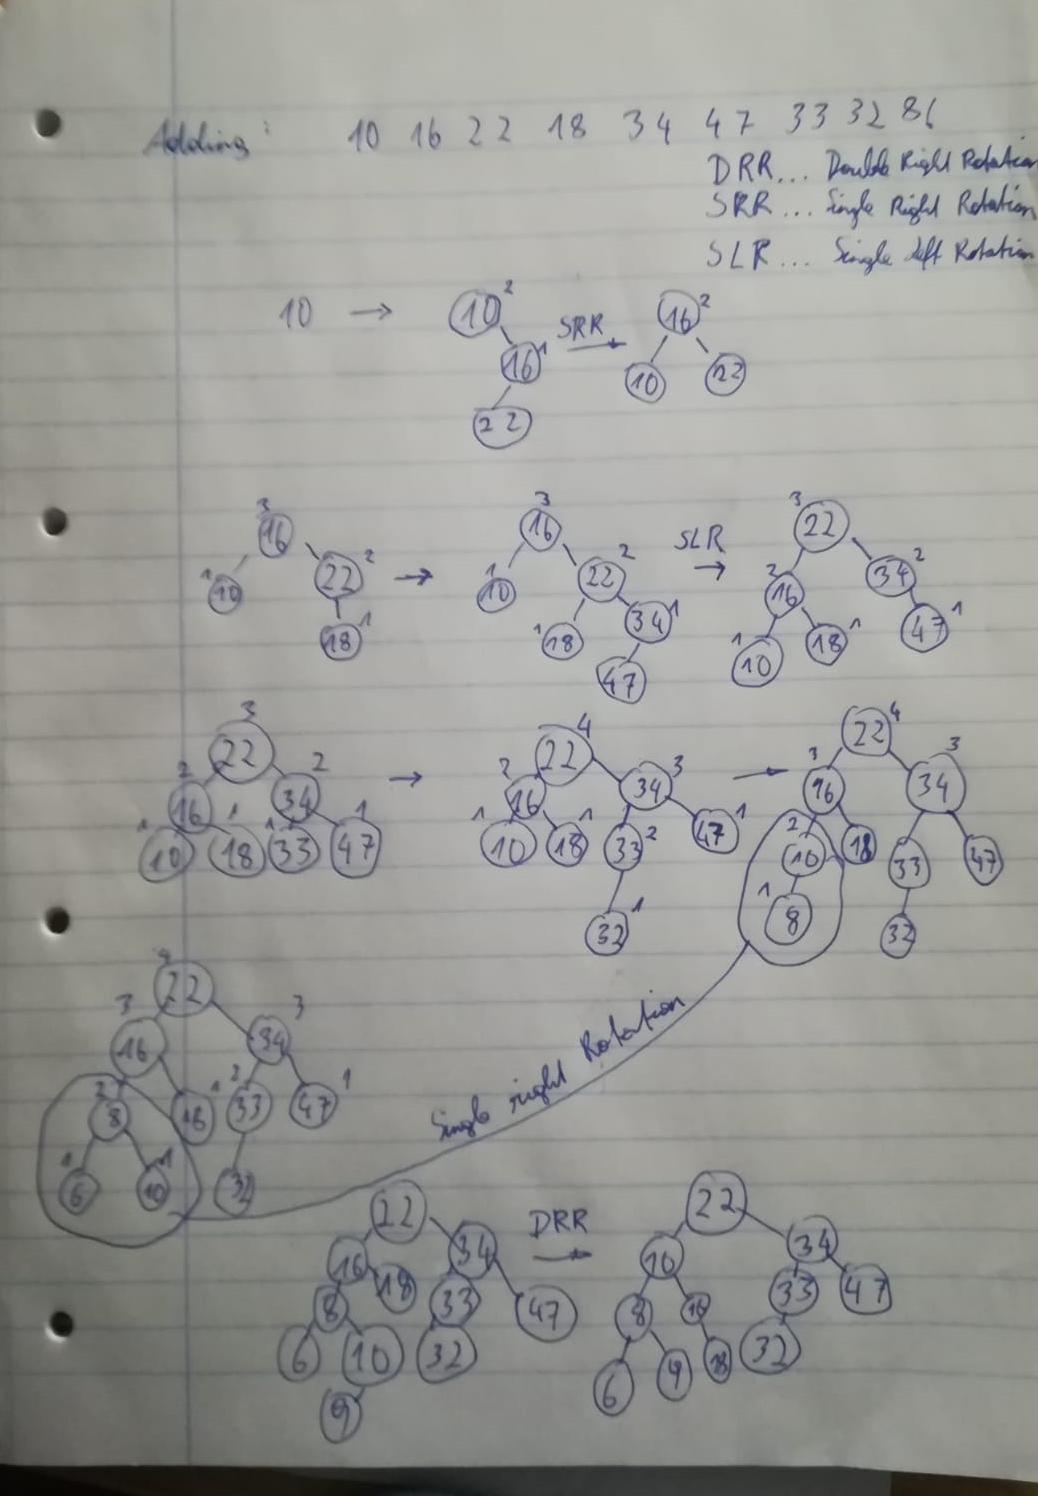 Adding: 10 16 22 18 34 47 33 32 8 6
DRR... Double Right Rotation
SRR... Single Right Rotation
SLR... Single Left Rotation
10 → 10 2 16 1 22 SRR 16 2 10 22
3 16 1 10 22 2 18 1 → 3 16 1 10 22 2 1 18 34 1 47 SLR → 3 22 2 16 34 2 1 10 18 1 47 1
3 22 2 16 34 2 1 10 18 1 1 33 47 1 → 22 4 2 16 34 3 1 10 18 1 33 2 47 1 32 1 → 22 4 3 16 34 3 2 10 18 33 47 1 8 32
22 3 16 34 3 2 8 1 2 33 47 1 1 6 10 1 32
Single right Rotation
22 16 34 8 18 33 47 6 10 32 9 DRR → 22 10 34 8 16 33 47 6 9 18 32